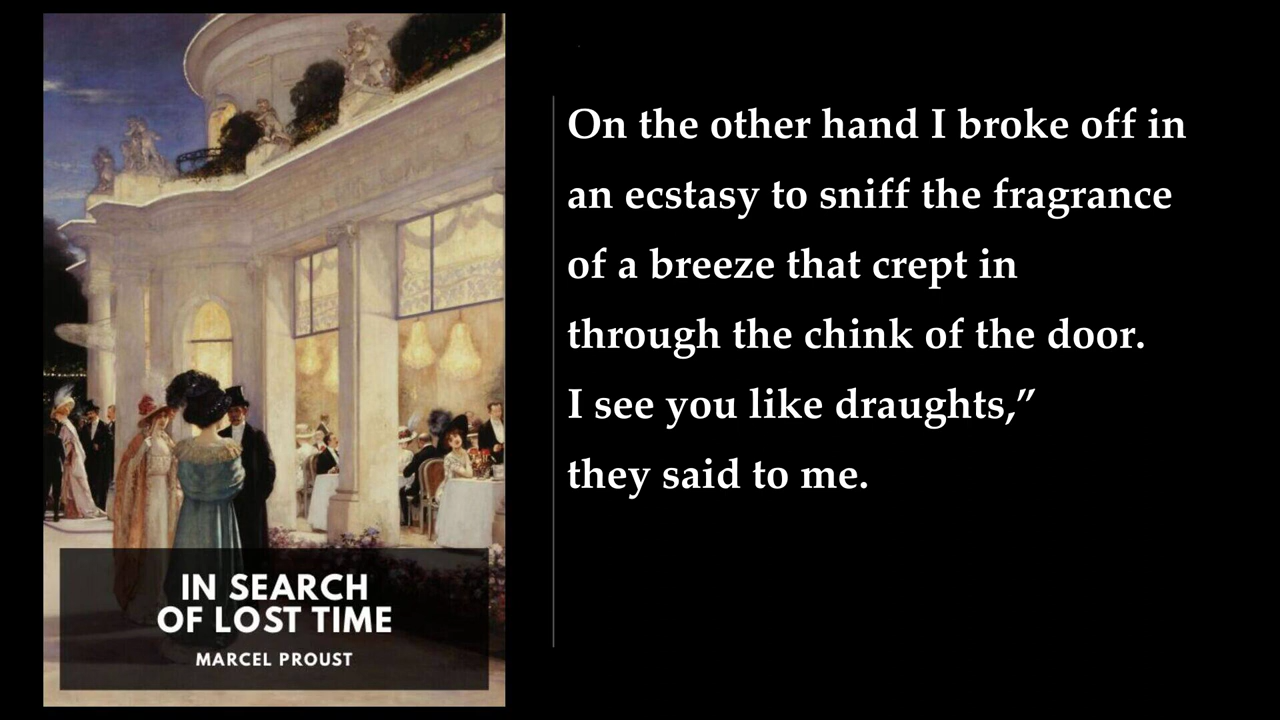 IN SEARCH
OF LOST TIME
MARCEL PROUST
On the other hand I broke off in
an ecstasy to sniff the fragrance
of a breeze that crept in
through the chink of the door.
I see you like draughts,”
they said to me.